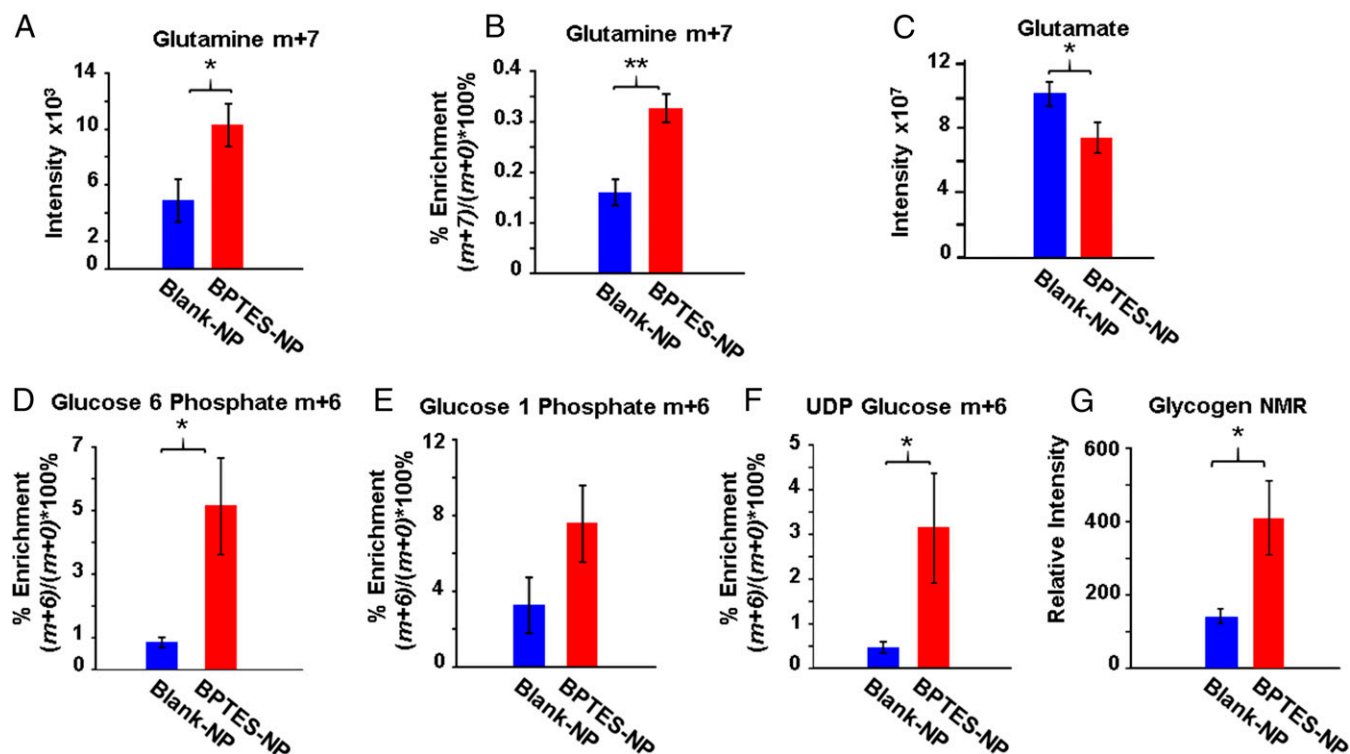 A
Glutamine m+7
*
Intensity x10³
14
10
6
2
0
Blank-NP
BPTES-NP
B
Glutamine m+7
**
% Enrichment
(m+7)/(m+0)*100%
0.4
0.3
0.2
0.1
0
Blank-NP
BPTES-NP
C
Glutamate
*
Intensity x10⁷
12
8
4
0
Blank-NP
BPTES-NP
D
Glucose 6 Phosphate m+6
*
% Enrichment
(m+6)/(m+0)*100%
7
5
3
1
0
Blank-NP
BPTES-NP
E
Glucose 1 Phosphate m+6
% Enrichment
(m+6)/(m+0)*100%
12
8
4
0
Blank-NP
BPTES-NP
F
UDP Glucose m+6
*
% Enrichment
(m+6)/(m+0)*100%
5
4
3
2
1
0
Blank-NP
BPTES-NP
G
Glycogen NMR
*
Relative Intensity
600
400
200
0
Blank-NP
BPTES-NP